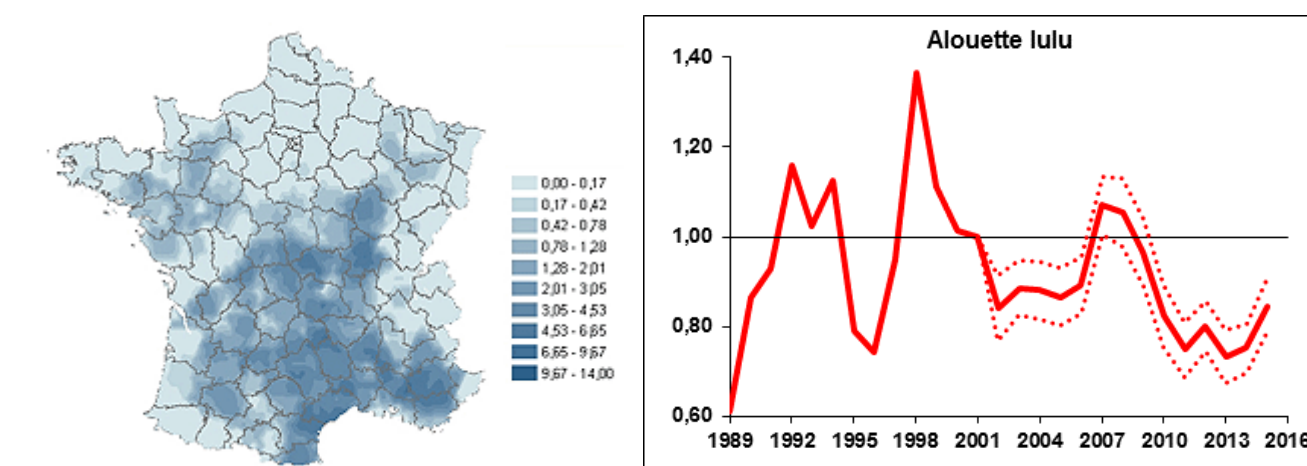 0,00 - 0,17
0,17 - 0,42
0,42 - 0,78
0,78 - 1,28
1,28 - 2,01
2,01 - 3,05
3,05 - 4,53
4,53 - 6,65
6,65 - 9,67
9,67 - 14,00
Alouette lulu
1,40
1,20
1,00
0,80
0,60
1989 1992 1995 1998 2001 2004 2007 2010 2013 2016